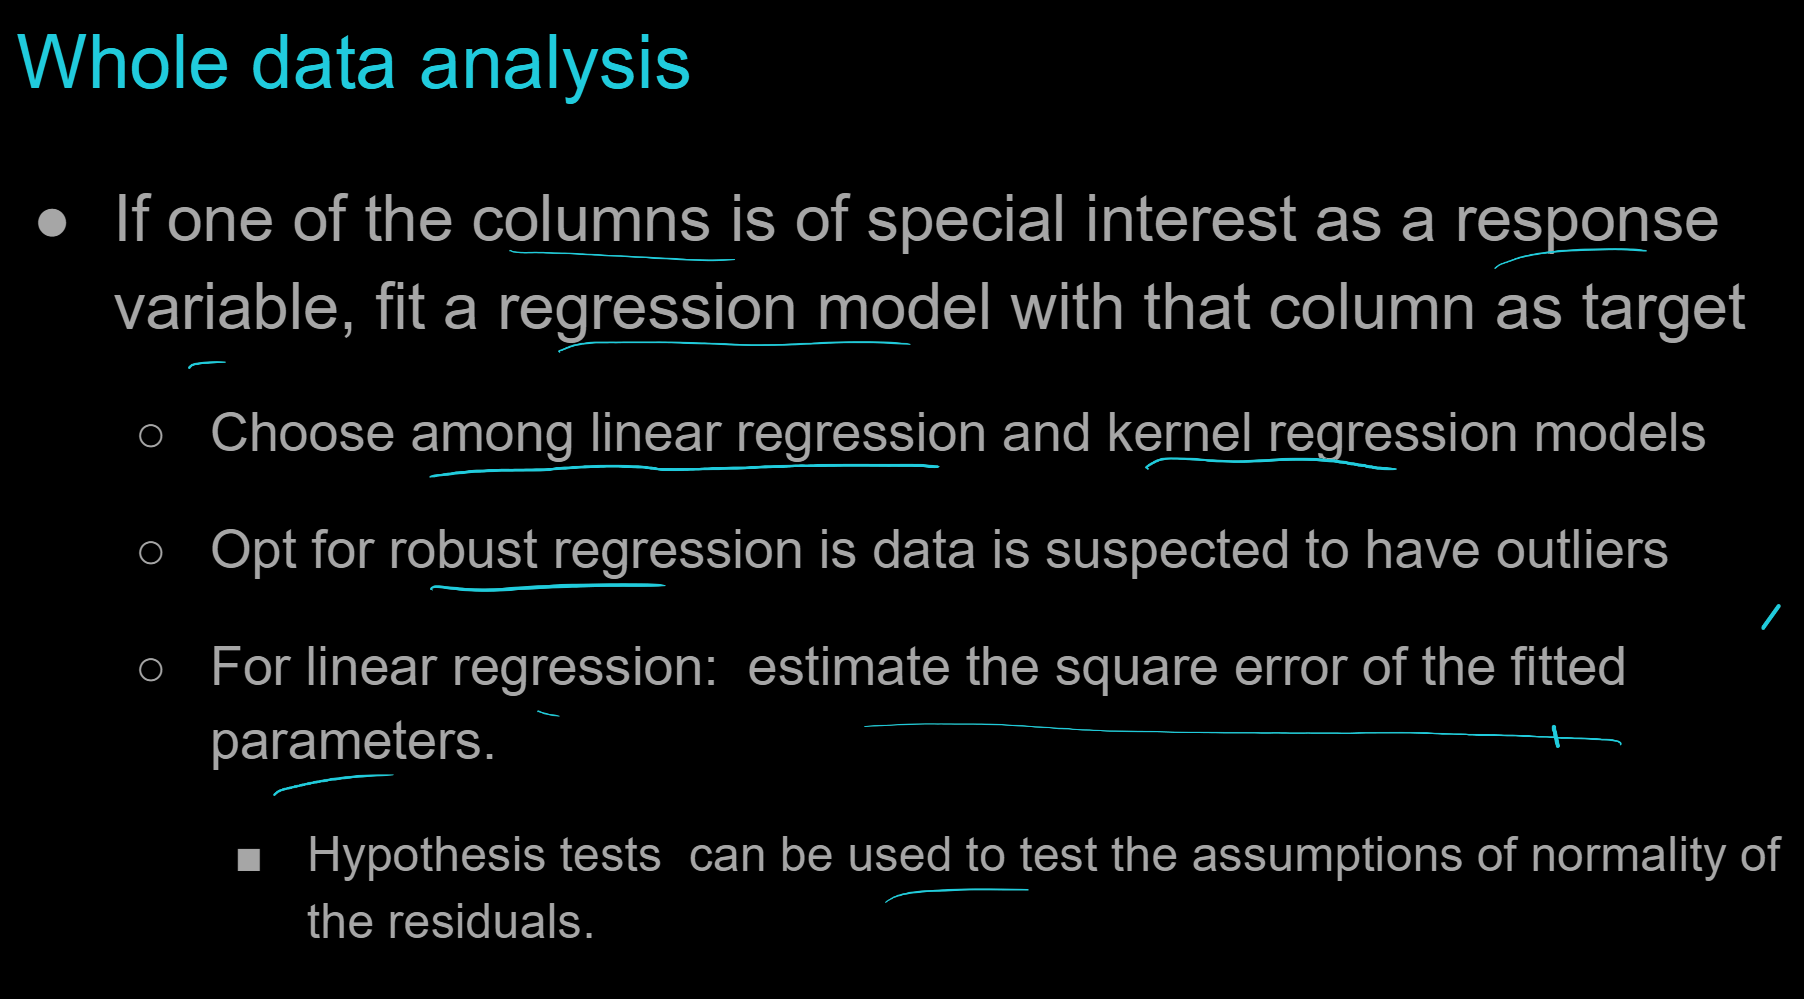 Whole data analysis
● If one of the columns is of special interest as a response
variable, fit a regression model with that column as target
○ Choose among linear regression and kernel regression models
○ Opt for robust regression is data is suspected to have outliers
○ For linear regression:  estimate the square error of the fitted
parameters.
■ Hypothesis tests  can be used to test the assumptions of normality of
the residuals.